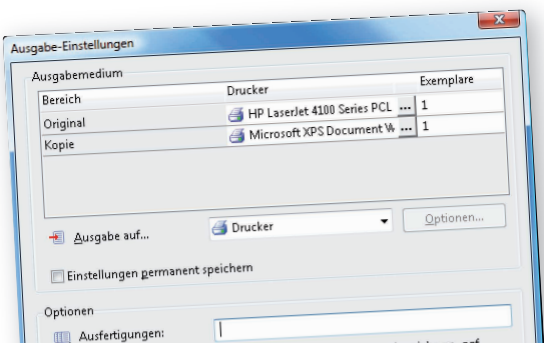 Ausgabe-Einstellungen
Ausgabemedium
Bereich Drucker Exemplare
Original HP LaserJet 4100 Series PCL ... 1
Kopie Microsoft XPS Document W ... 1
Ausgabe auf... Drucker Optionen...
Einstellungen permanent speichern
Optionen
Ausfertigungen: